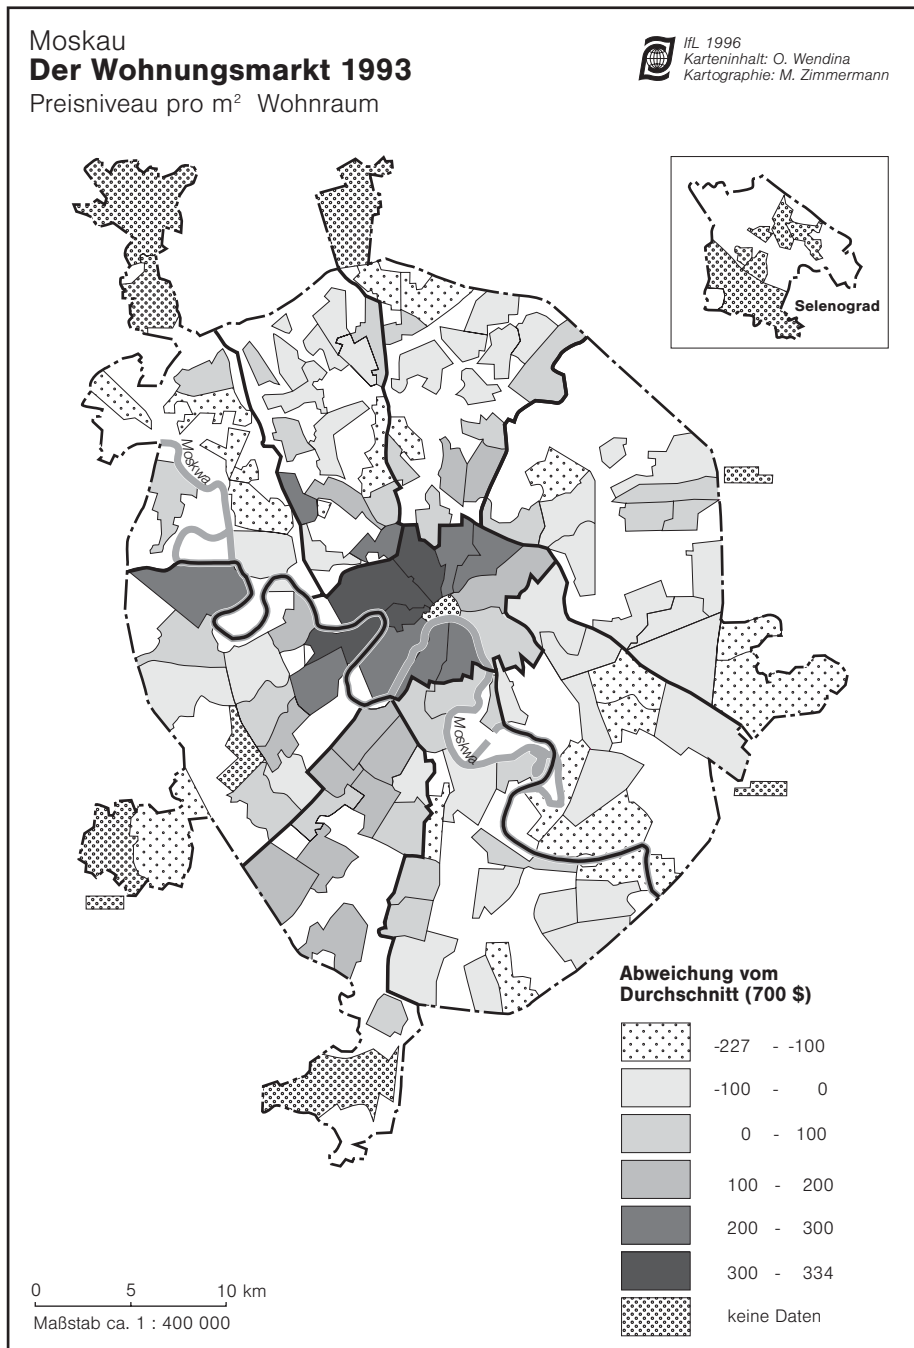 Moskau
Der Wohnungsmarkt 1993
Preisniveau pro m² Wohnraum
IfL 1996
Karteninhalt: O. Wendina
Kartographie: M. Zimmermann
Selenograd
Moskwa
Moskwa
Abweichung vom
Durchschnitt (700 $)
-227 - -100
-100 - 0
0 - 100
100 - 200
200 - 300
300 - 334
keine Daten
0 5 10 km
Maßstab ca. 1 : 400 000